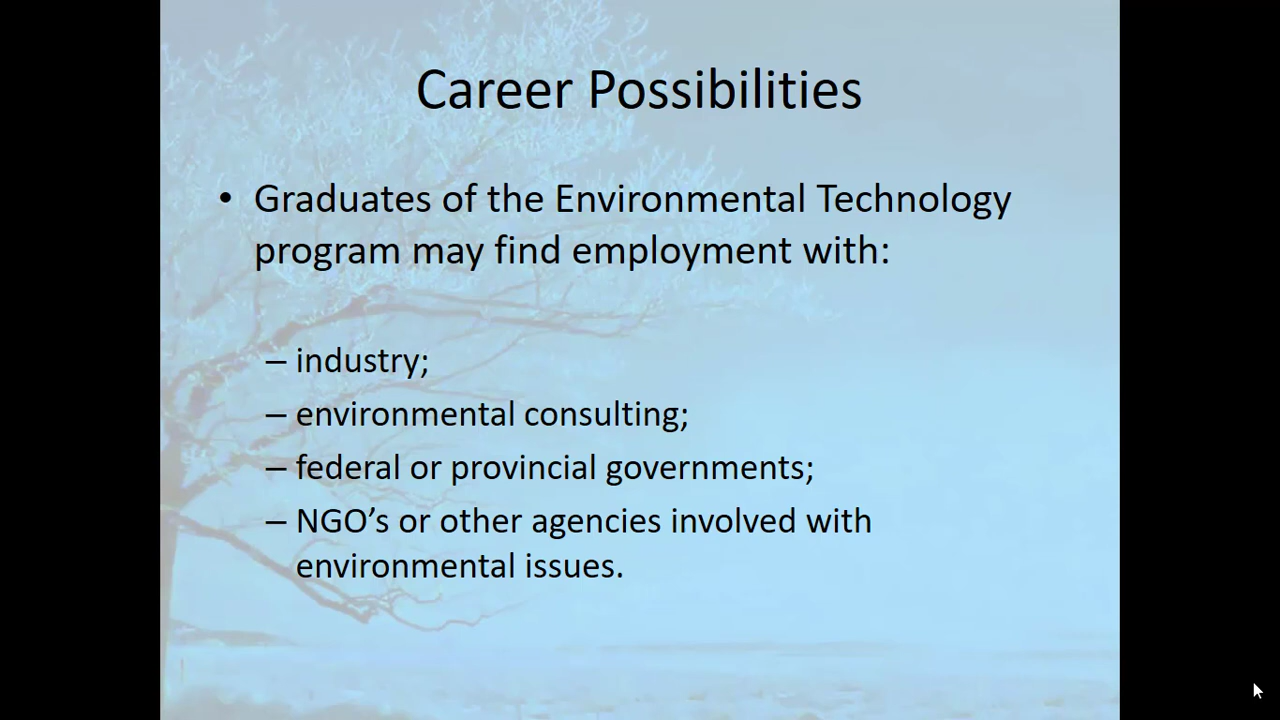 Career Possibilities
• Graduates of the Environmental Technology
program may find employment with:
– industry;
– environmental consulting;
– federal or provincial governments;
– NGO’s or other agencies involved with
environmental issues.